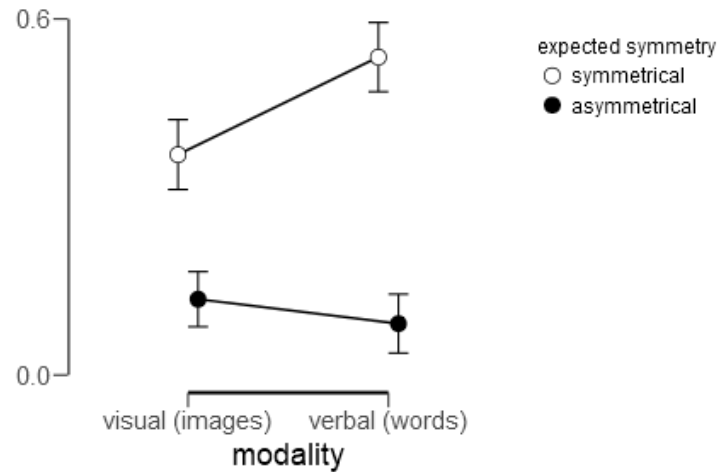 0.6
expected symmetry
symmetrical
asymmetrical
0.0
visual (images) verbal (words)
modality